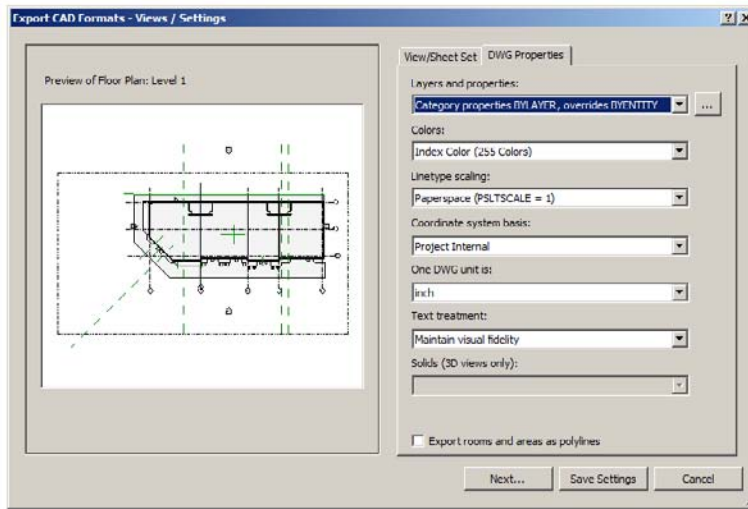 Export CAD Formats - Views / Settings
View/Sheet Set
DWG Properties
Preview of Floor Plan: Level 1
Layers and properties:
Category properties BYLAYER, overrides BYENTITY
...
Colors:
Index Color (255 Colors)
Linetype scaling:
Paperspace (PSLTSCALE = 1)
Coordinate system basis:
Project Internal
One DWG unit is:
inch
Text treatment:
Maintain visual fidelity
Solids (3D views only):
Export rooms and areas as polylines
Next...
Save Settings
Cancel